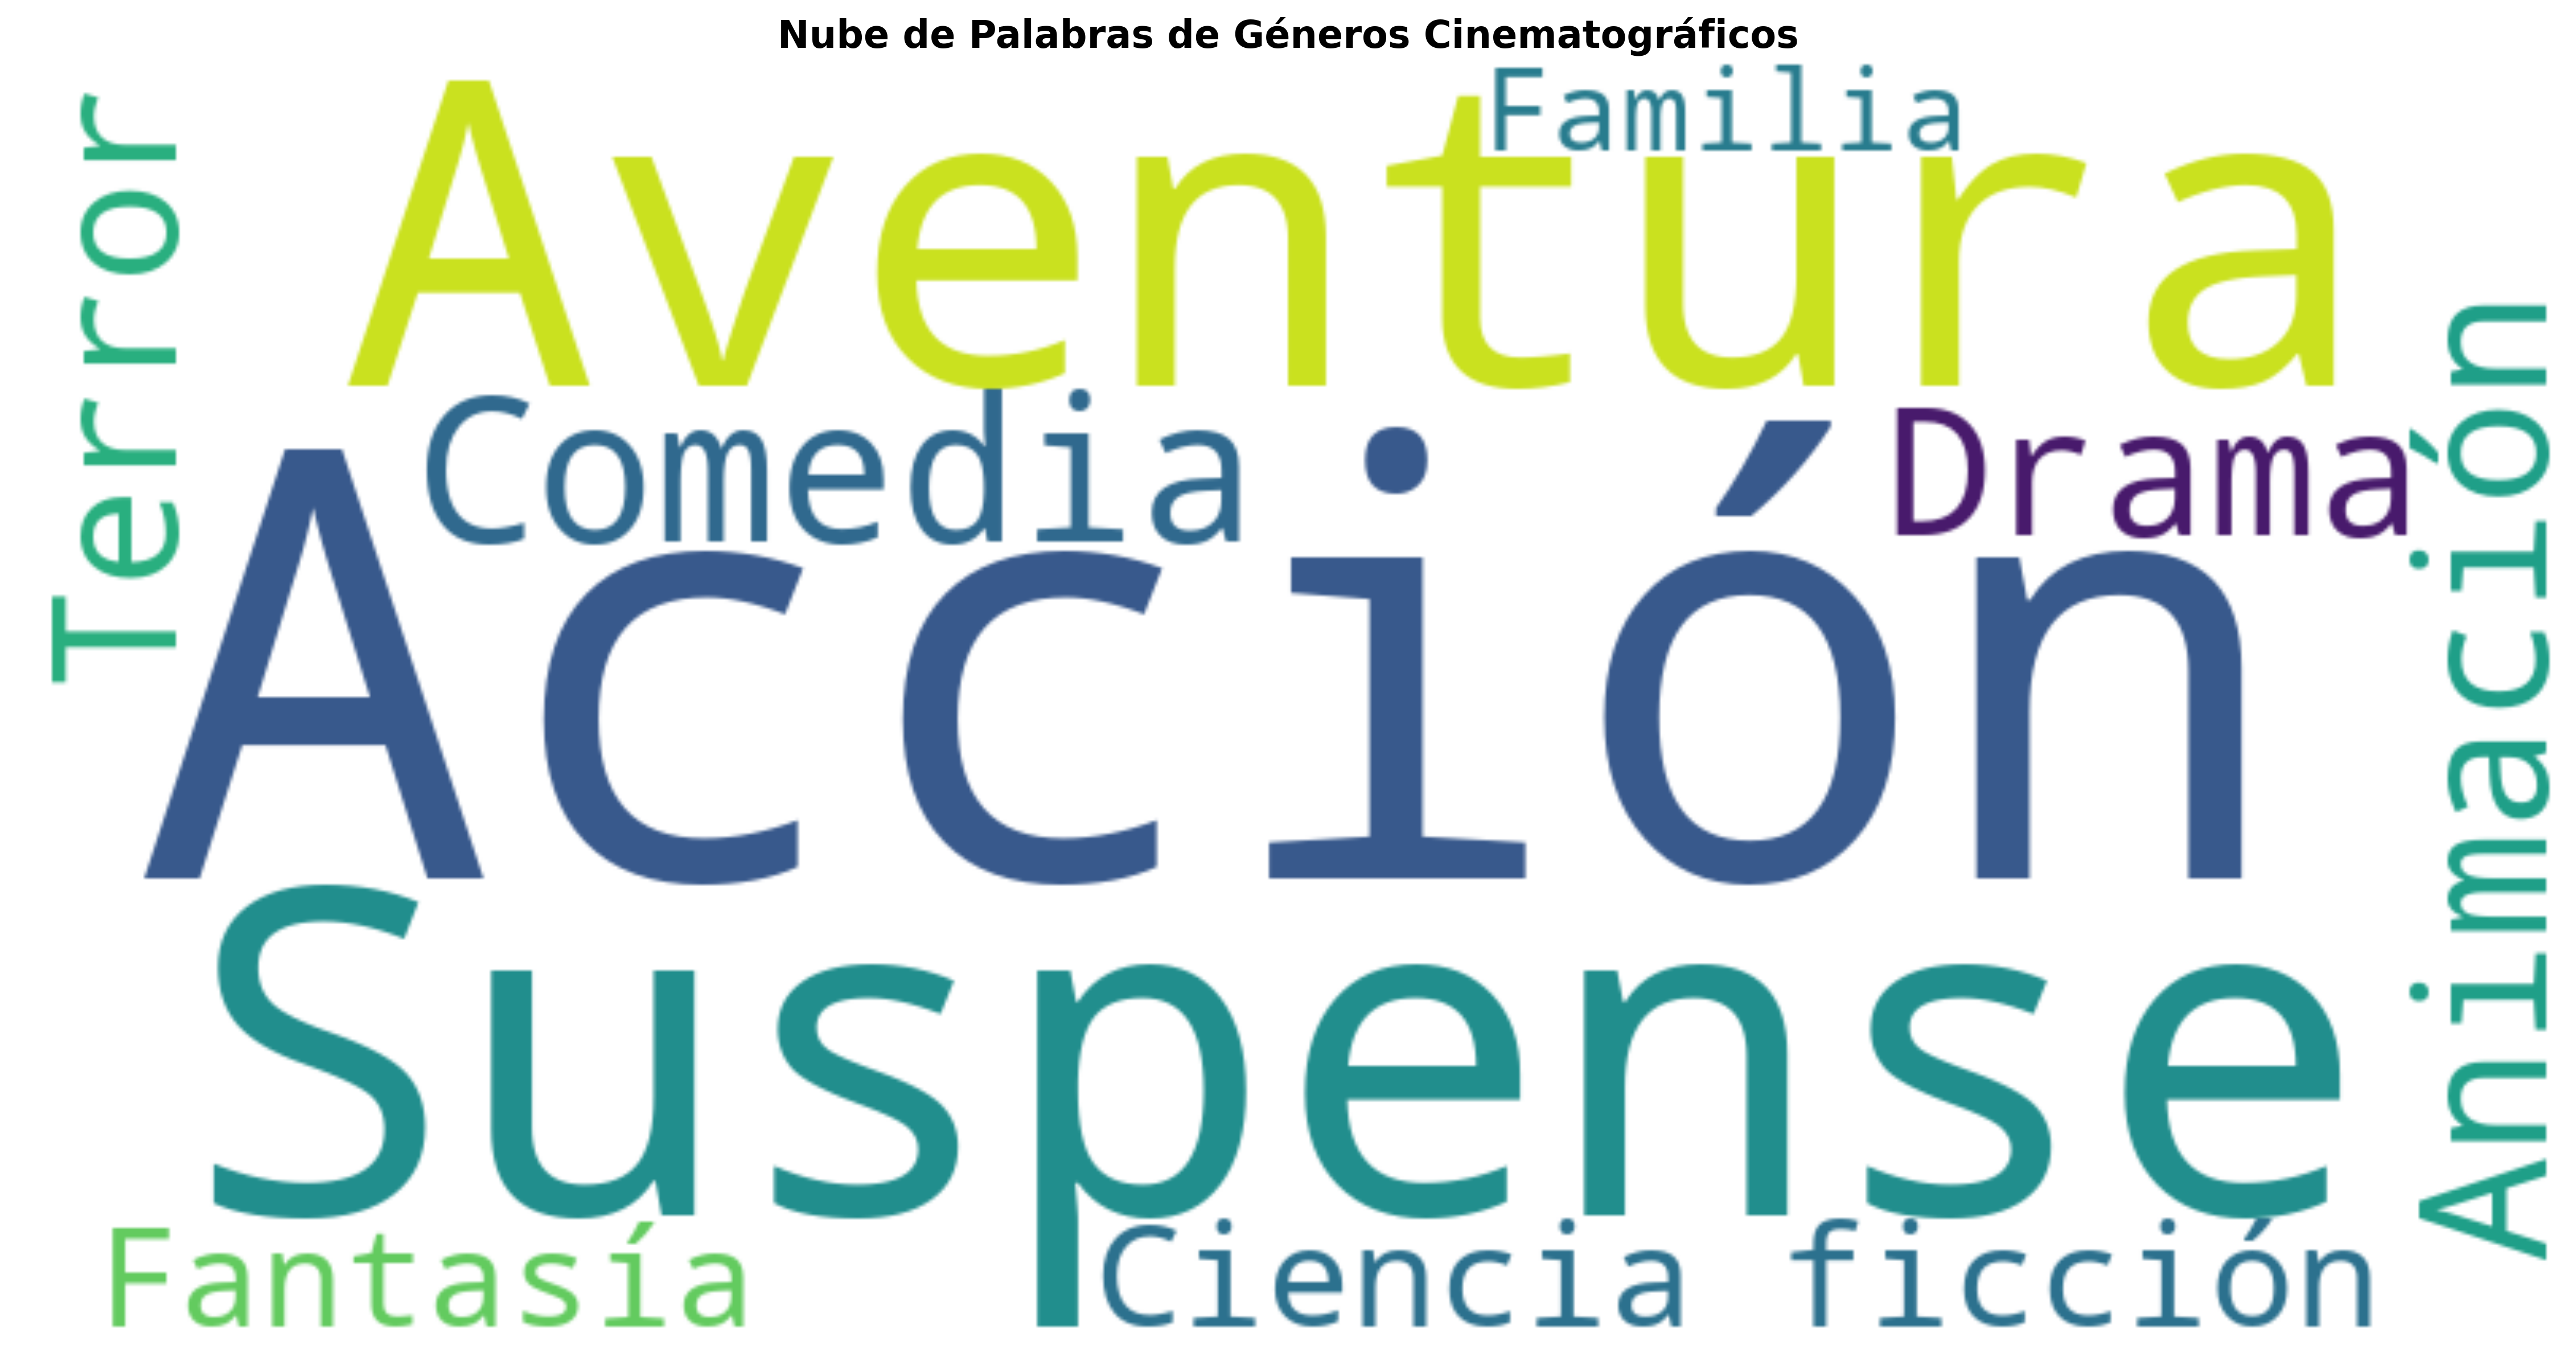 Nube de Palabras de Géneros Cinematográficos
Familia
Aventura
Terror
Comedia
Drama
Acción
Animación
Suspense
Fantasía
Ciencia ficción